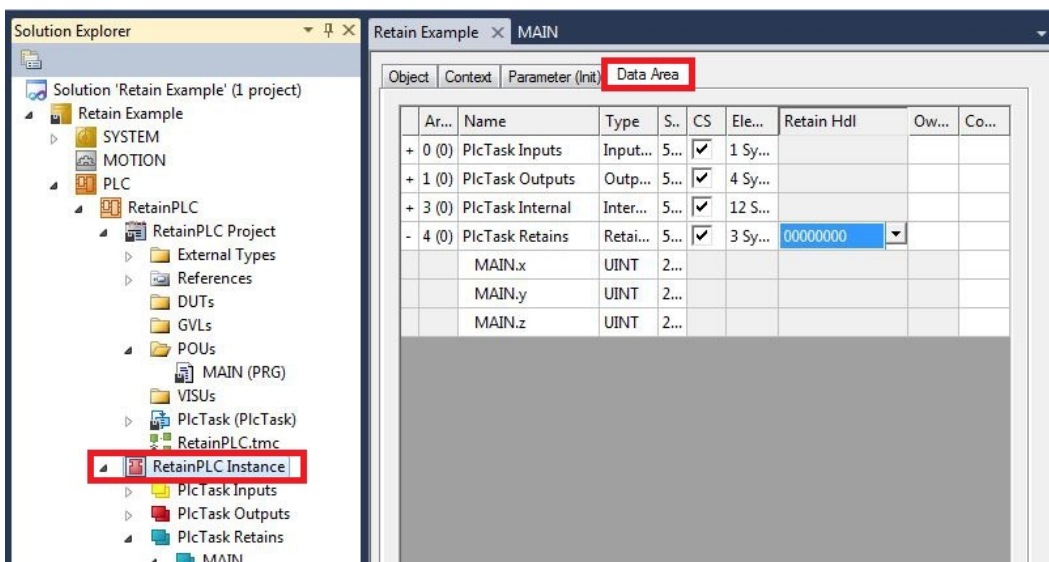 Solution Explorer
Solution 'Retain Example' (1 project)
Retain Example
SYSTEM
MOTION
PLC
RetainPLC
RetainPLC Project
External Types
References
DUTs
GVLs
POUs
MAIN (PRG)
VISUs
PlcTask (PlcTask)
RetainPLC.tmc
RetainPLC Instance
PlcTask Inputs
PlcTask Outputs
PlcTask Retains
MAIN
Retain Example MAIN
Object Context Parameter (Init) Data Area
Ar... Name Type S.. CS Ele... Retain Hdl Ow... Co...
+ 0 (0) PlcTask Inputs Input... 5... 1 Sy...
+ 1 (0) PlcTask Outputs Outp... 5... 4 Sy...
+ 3 (0) PlcTask Internal Inter... 5... 12 S...
- 4 (0) PlcTask Retains Retai... 5... 3 Sy... 00000000
MAIN.x UINT 2...
MAIN.y UINT 2...
MAIN.z UINT 2...